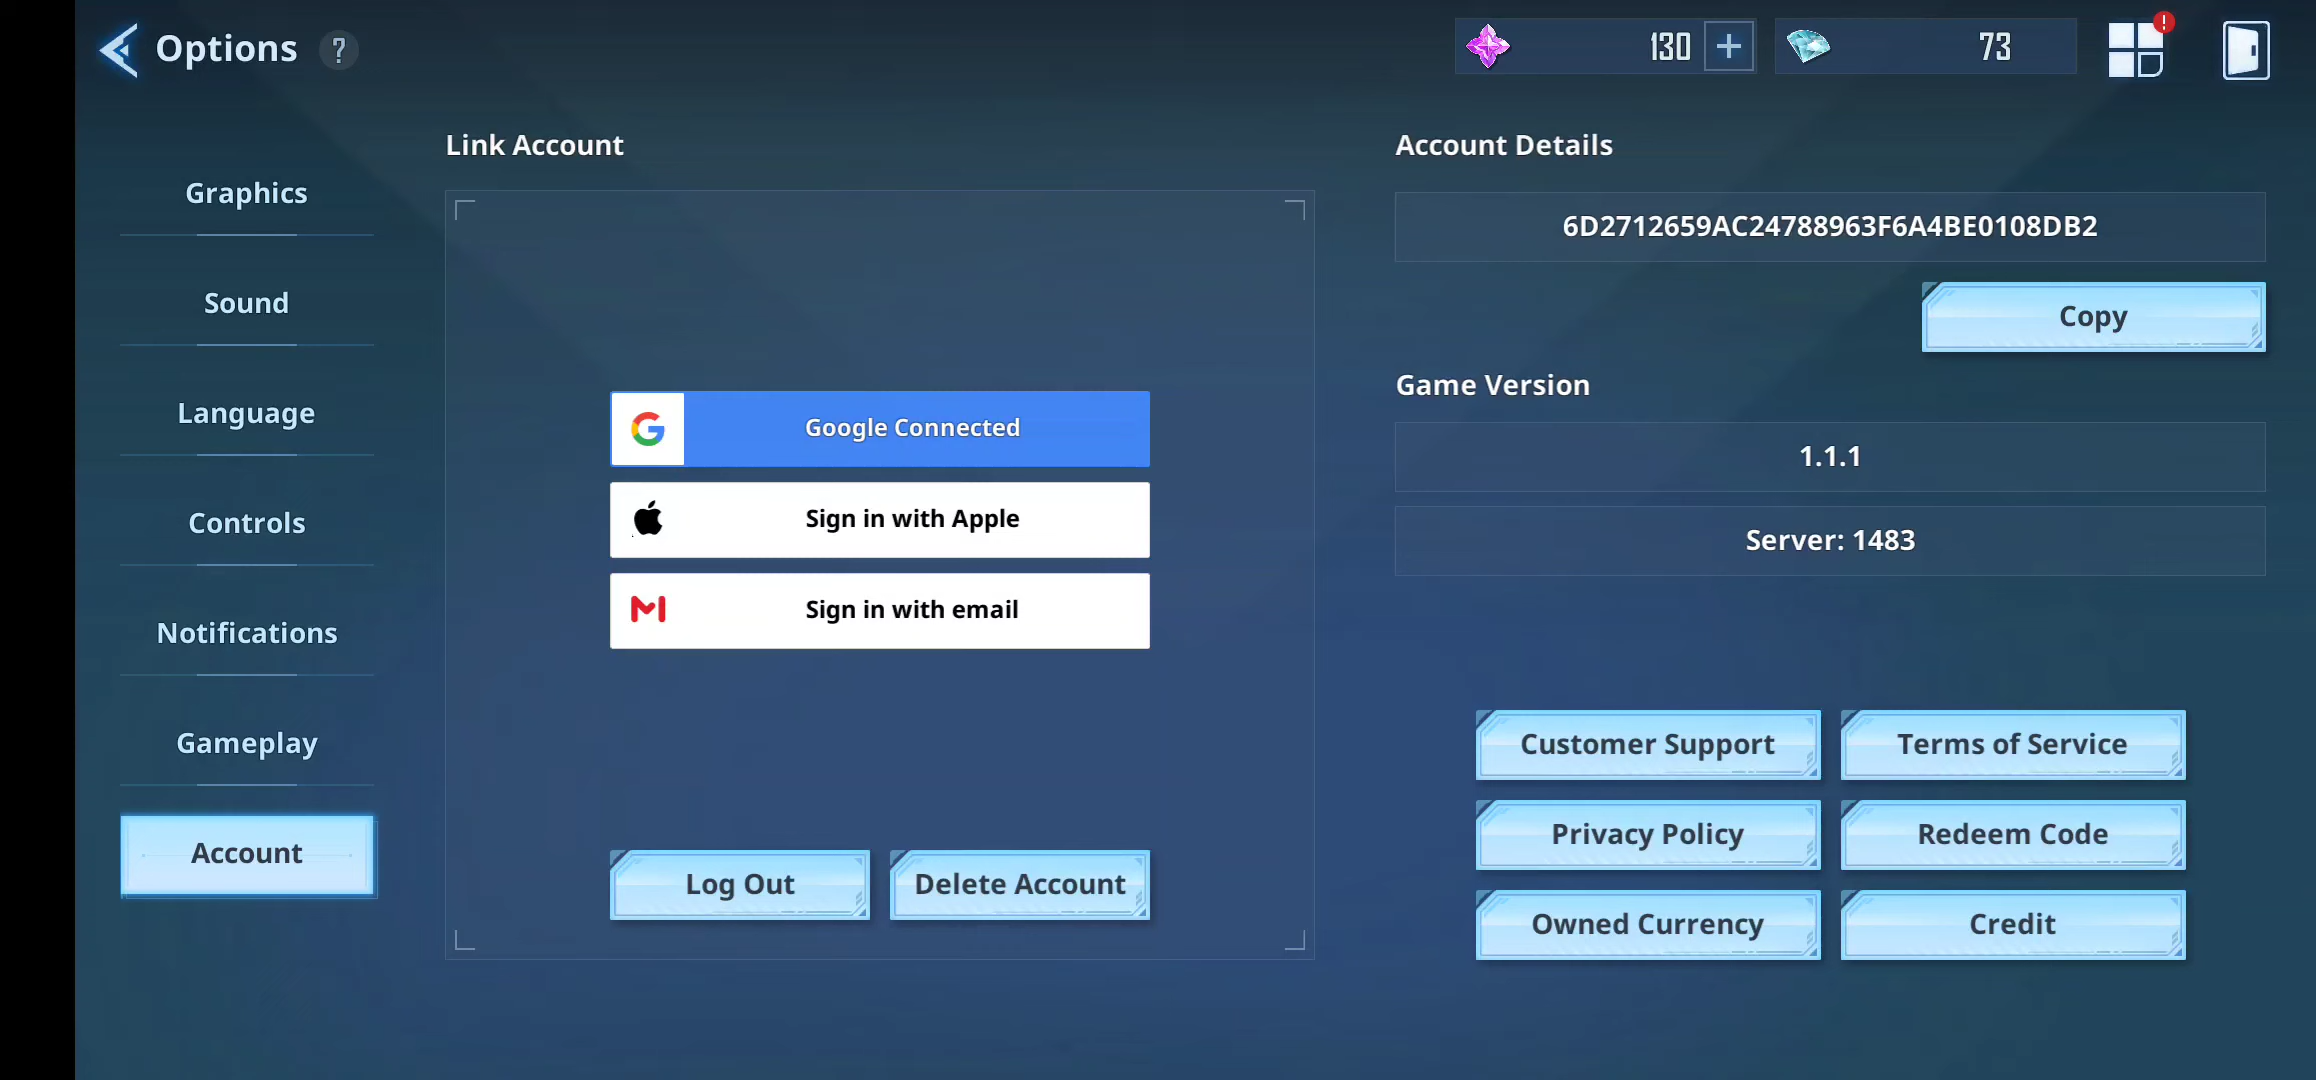 Options ?
130
73
!
Graphics
Sound
Language
Controls
Notifications
Gameplay
Account
Link Account
Google Connected
Sign in with Apple
Sign in with email
Log Out
Delete Account
Account Details
6D2712659AC24788963F6A4BE0108DB2
Copy
Game Version
1.1.1
Server: 1483
Customer Support
Terms of Service
Privacy Policy
Redeem Code
Owned Currency
Credit